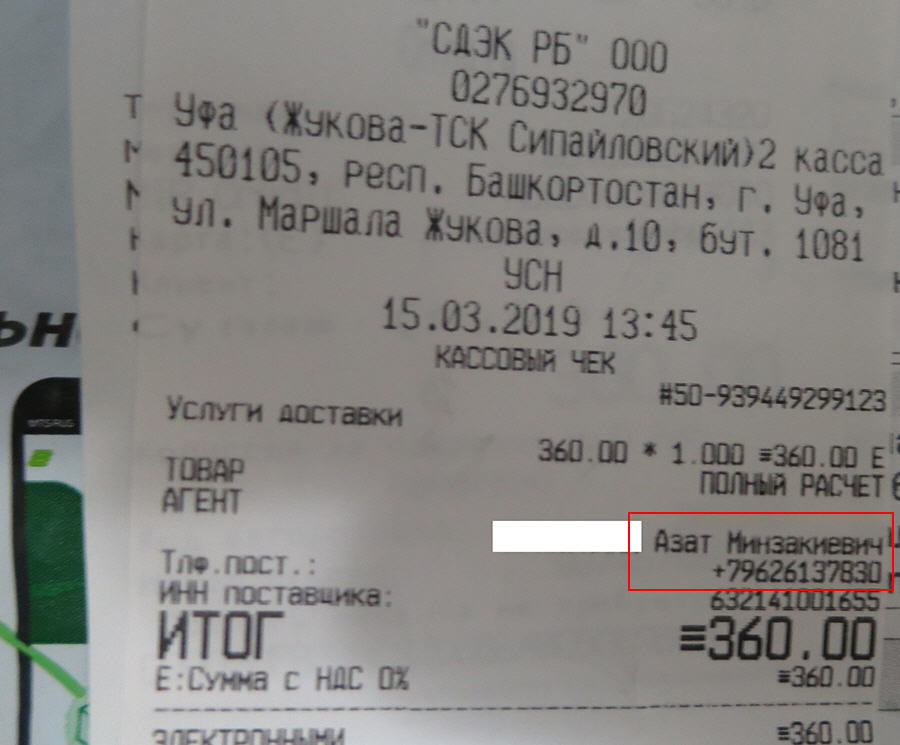 "СДЭК РБ" ООО
0276932970
Уфа (Жукова-ТСК Сипайловский)2 касса
450105, респ. Башкортостан, г. Уфа,
ул. Маршала Жукова, д.10, бут. 1081
УСН
15.03.2019 13:45
КАССОВЫЙ ЧЕК
#50-939449299123
Услуги доставки
360.00 * 1.000 ≡360.00 Е
ТОВАР ПОЛНЫЙ РАСЧЕТ
АГЕНТ
Азат Минзакиевич
Тлф.пост.: +79626137830
ИНН поставщика: 632141001655
ИТОГ ≡360.00
Е:Сумма с НДС 0% ≡360.00
ЭЛЕКТРОННЫМИ ≡360.00